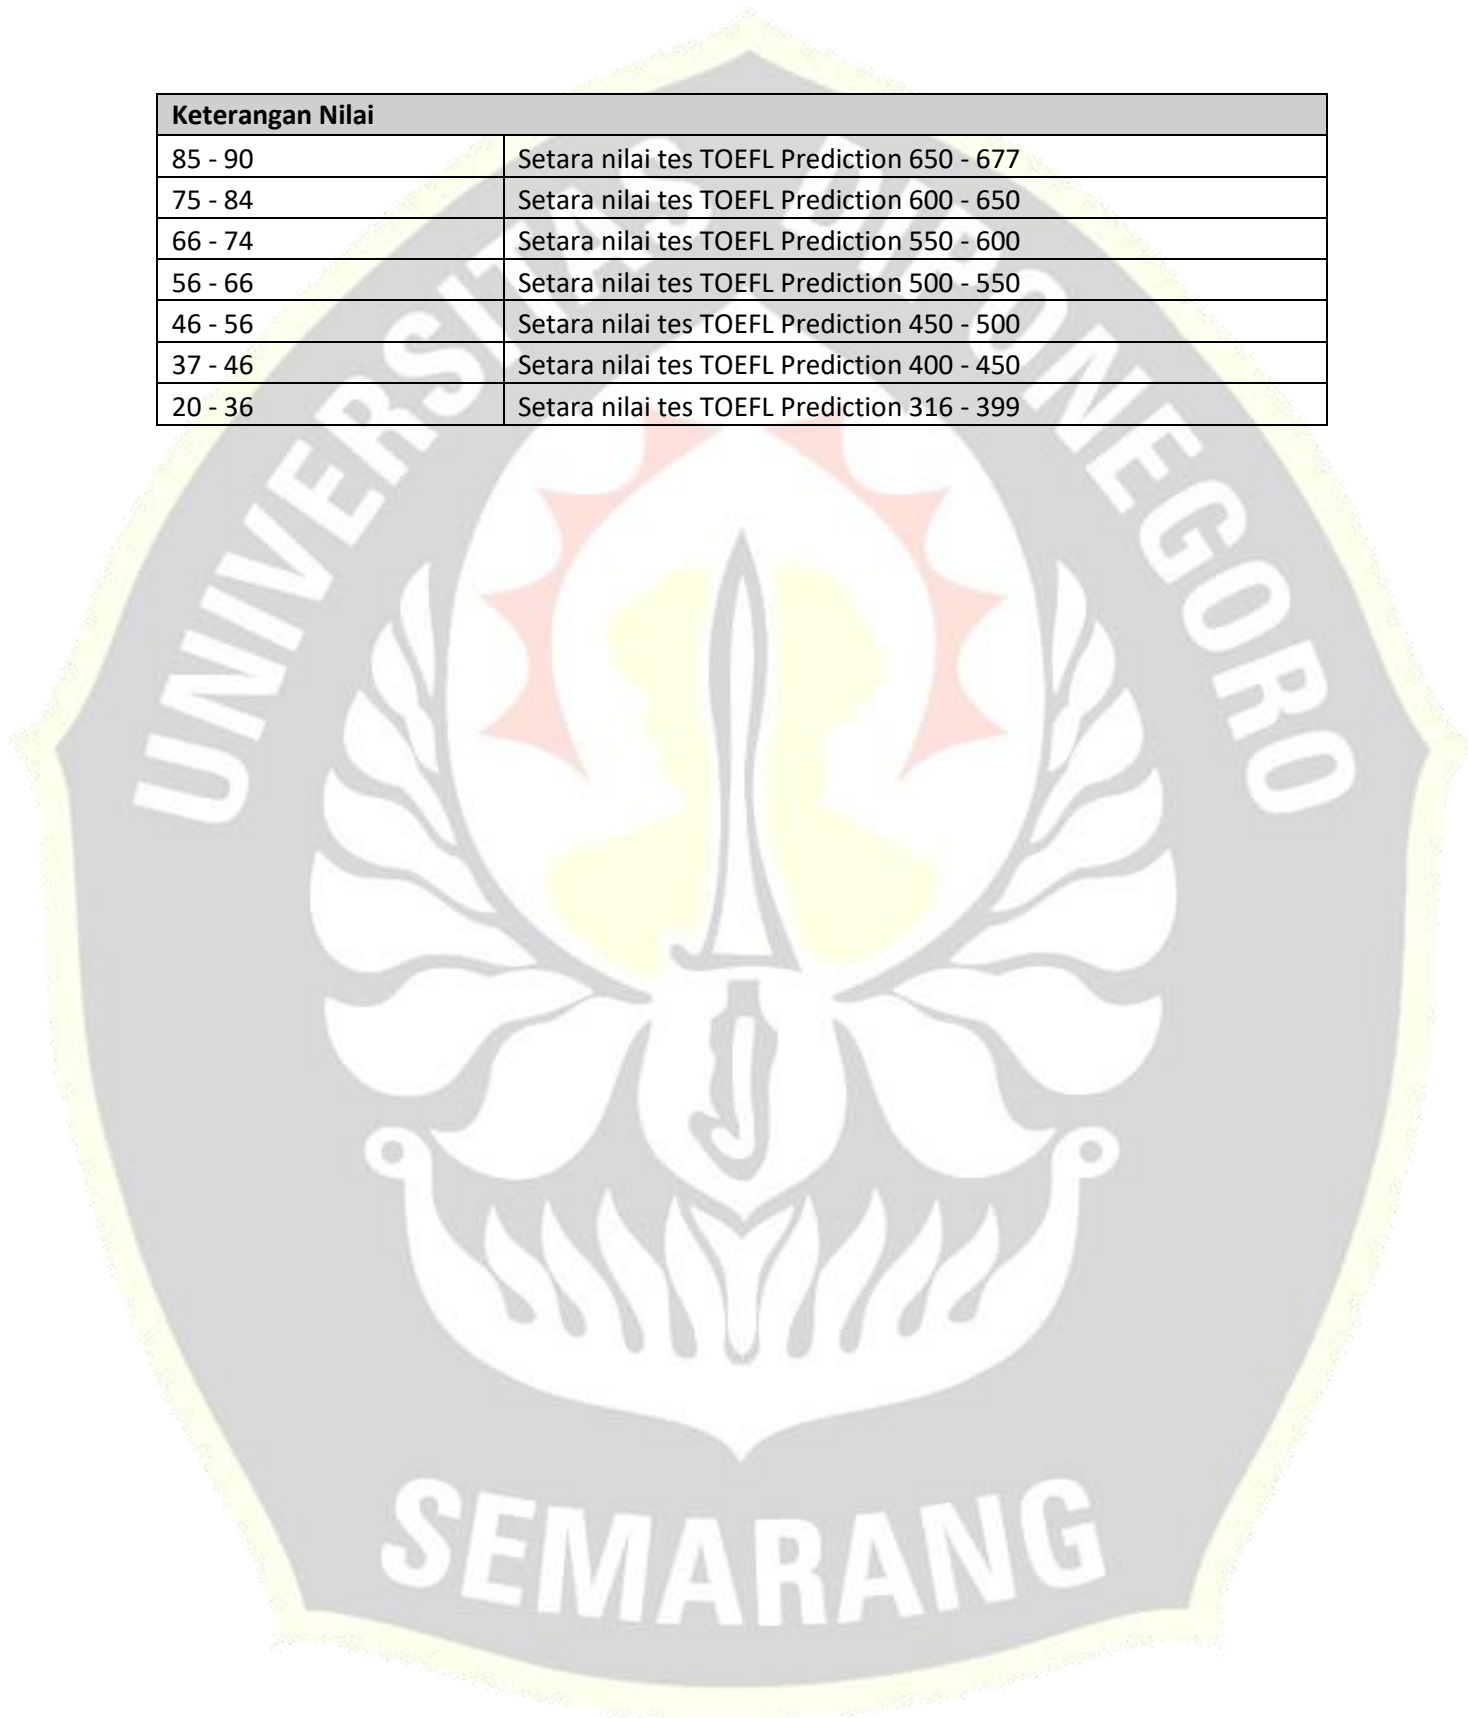 Keterangan Nilai
85 - 90 Setara nilai tes TOEFL Prediction 650 - 677
75 - 84 Setara nilai tes TOEFL Prediction 600 - 650
66 - 74 Setara nilai tes TOEFL Prediction 550 - 600
56 - 66 Setara nilai tes TOEFL Prediction 500 - 550
46 - 56 Setara nilai tes TOEFL Prediction 450 - 500
37 - 46 Setara nilai tes TOEFL Prediction 400 - 450
20 - 36 Setara nilai tes TOEFL Prediction 316 - 399
UNIVERSITAS DIPONEGORO
SEMARANG